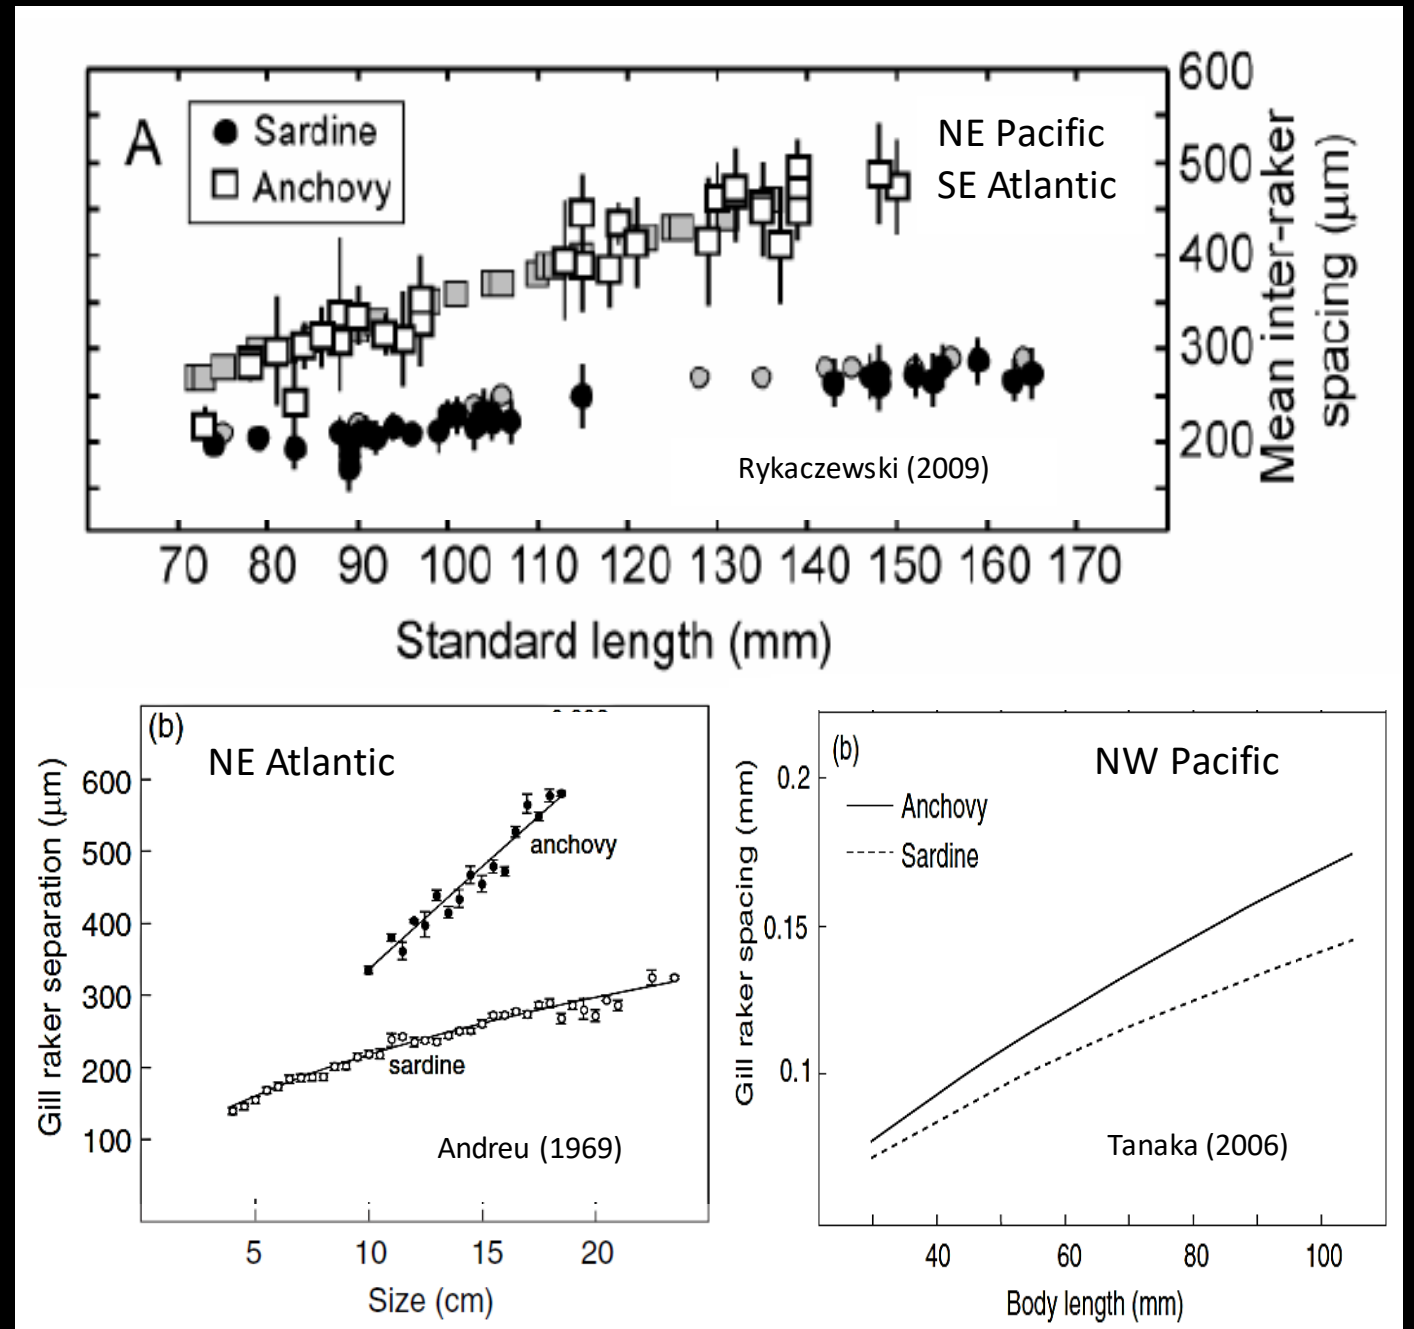 A
Sardine
Anchovy
NE Pacific
SE Atlantic
Rykaczewski (2009)
600
500
400
300
200
Mean inter-raker
spacing (µm)
70 80 90 100 110 120 130 140 150 160 170
Standard length (mm)
(b)
NE Atlantic
Gill raker separation (µm)
600
500
400
300
200
100
anchovy
sardine
Andreu (1969)
5 10 15 20
Size (cm)
(b)
NW Pacific
Anchovy
Sardine
Gill raker spacing (mm)
0.2
0.15
0.1
Tanaka (2006)
40 60 80 100
Body length (mm)